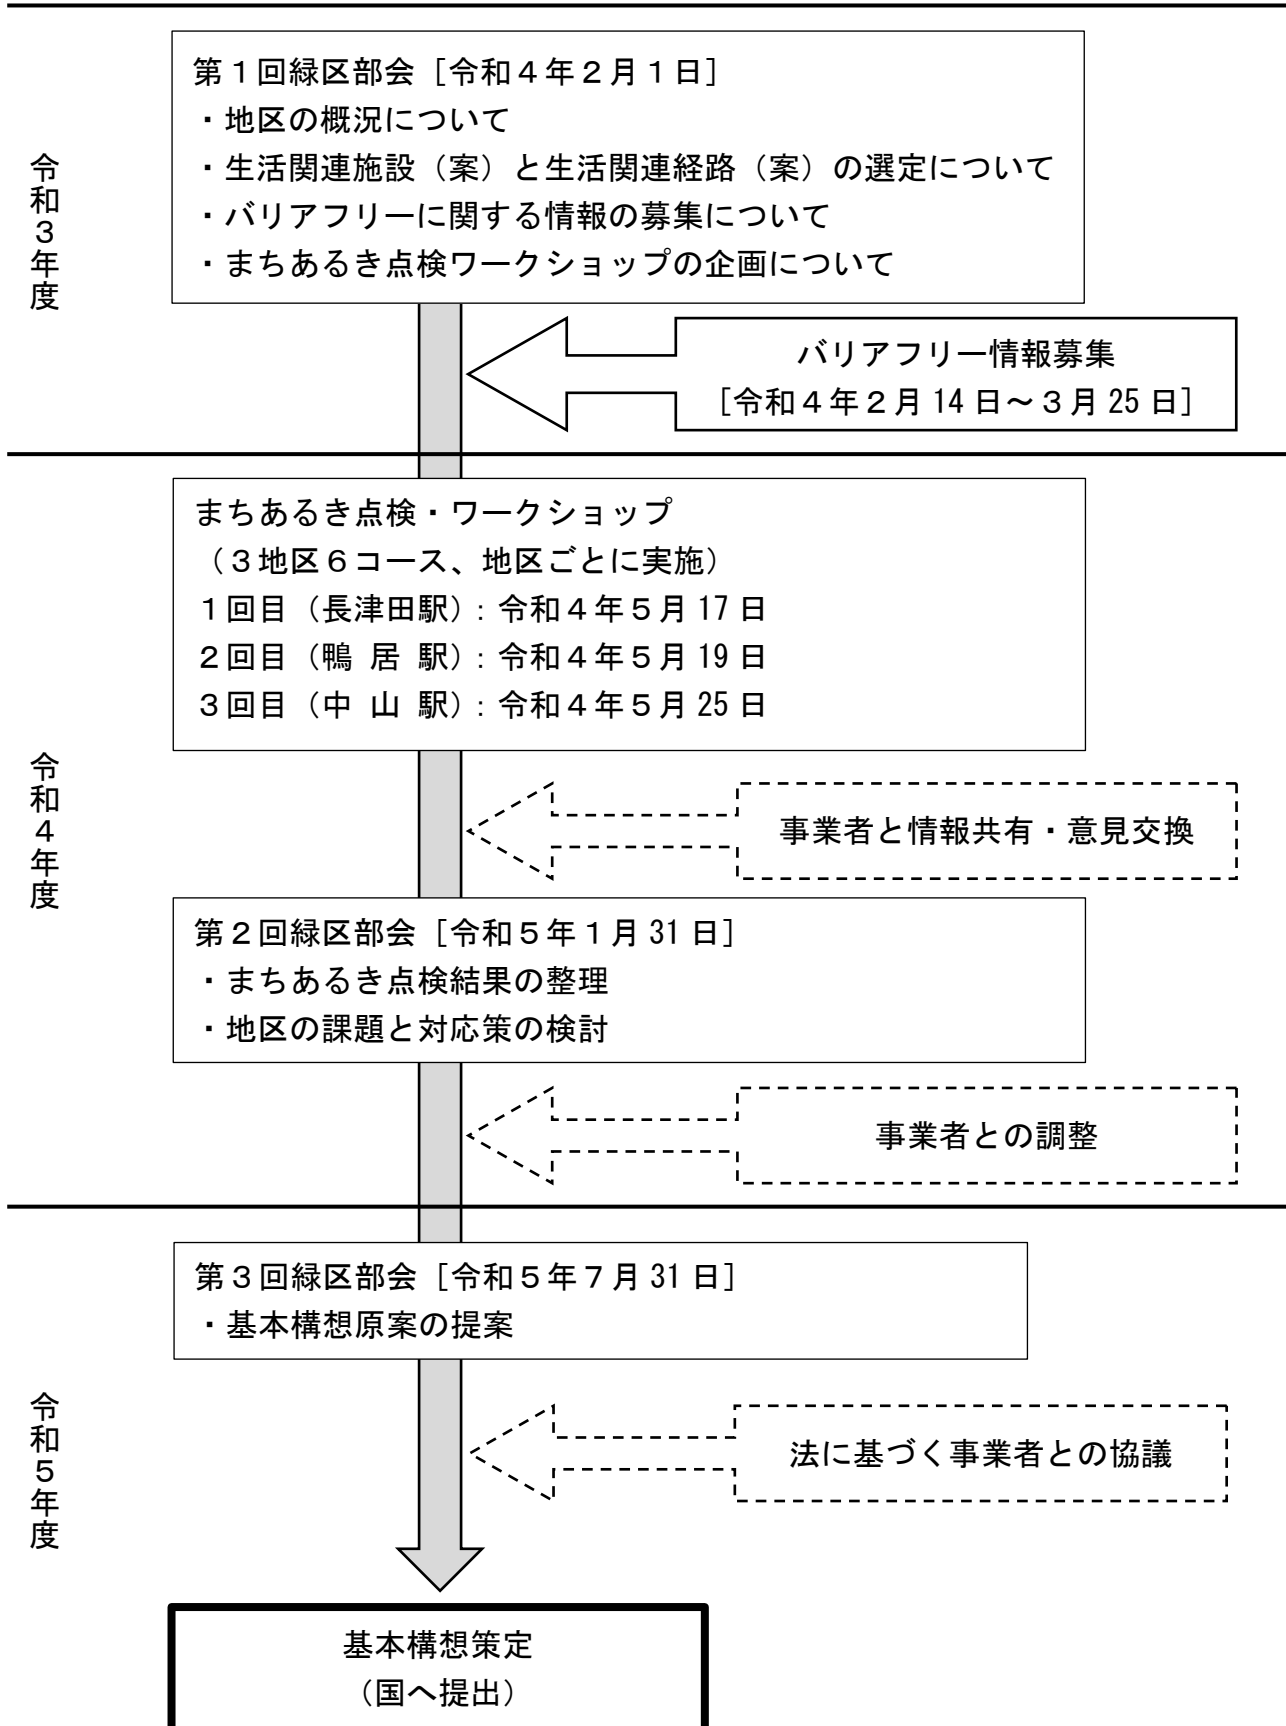 令和３年度
第１回緑区部会［令和４年２月１日］
・地区の概況について
・生活関連施設（案）と生活関連経路（案）の選定について
・バリアフリーに関する情報の募集について
・まちあるき点検ワークショップの企画について
バリアフリー情報募集
［令和４年２月14日～３月25日］
令和４年度
まちあるき点検・ワークショップ
（３地区６コース、地区ごとに実施）
１回目（長津田駅）：令和４年５月17日
２回目（鴨 居 駅）：令和４年５月19日
３回目（中 山 駅）：令和４年５月25日
事業者と情報共有・意見交換
第２回緑区部会［令和５年１月31日］
・まちあるき点検結果の整理
・地区の課題と対応策の検討
事業者との調整
令和５年度
第３回緑区部会［令和５年７月31日］
・基本構想原案の提案
法に基づく事業者との協議
基本構想策定
（国へ提出）